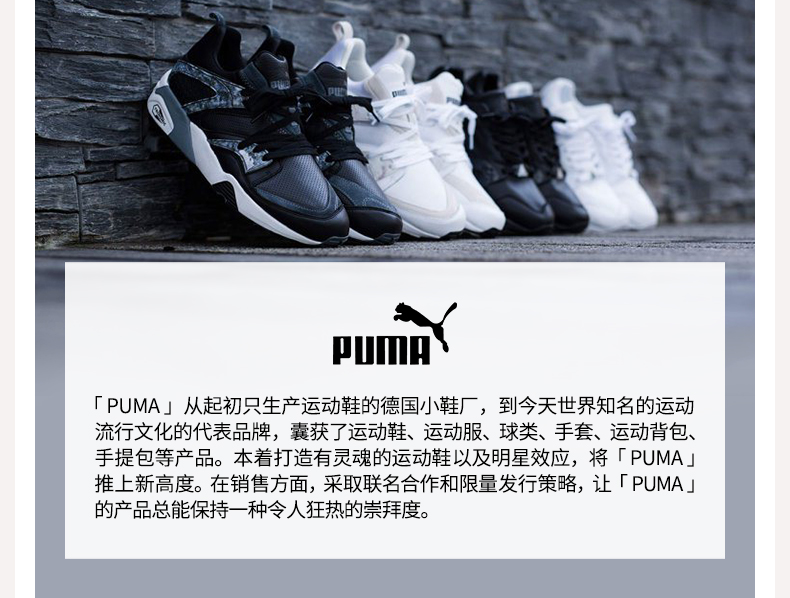 PUMA
「 PUMA 」从起初只生产运动鞋的德国小鞋厂，到今天世界知名的运动
流行文化的代表品牌，囊获了运动鞋、运动服、球类、手套、运动背包、
手提包等产品。本着打造有灵魂的运动鞋以及明星效应，将「 PUMA 」
推上新高度。在销售方面，采取联名合作和限量发行策略，让「 PUMA 」
的产品总能保持一种令人狂热的崇拜度。